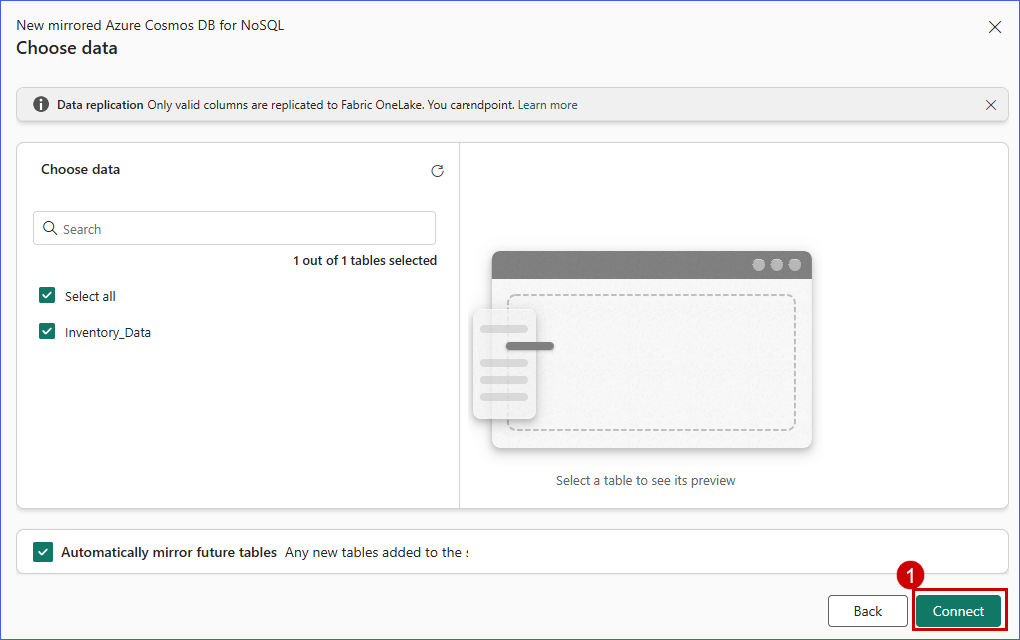 New mirrored Azure Cosmos DB for NoSQL
Choose data
Data replication Only valid columns are replicated to Fabric OneLake. You carendpoint. Learn more
Choose data
Search
1 out of 1 tables selected
Select all
Inventory_Data
Select a table to see its preview
Automatically mirror future tables Any new tables added to the s
1
Back
Connect